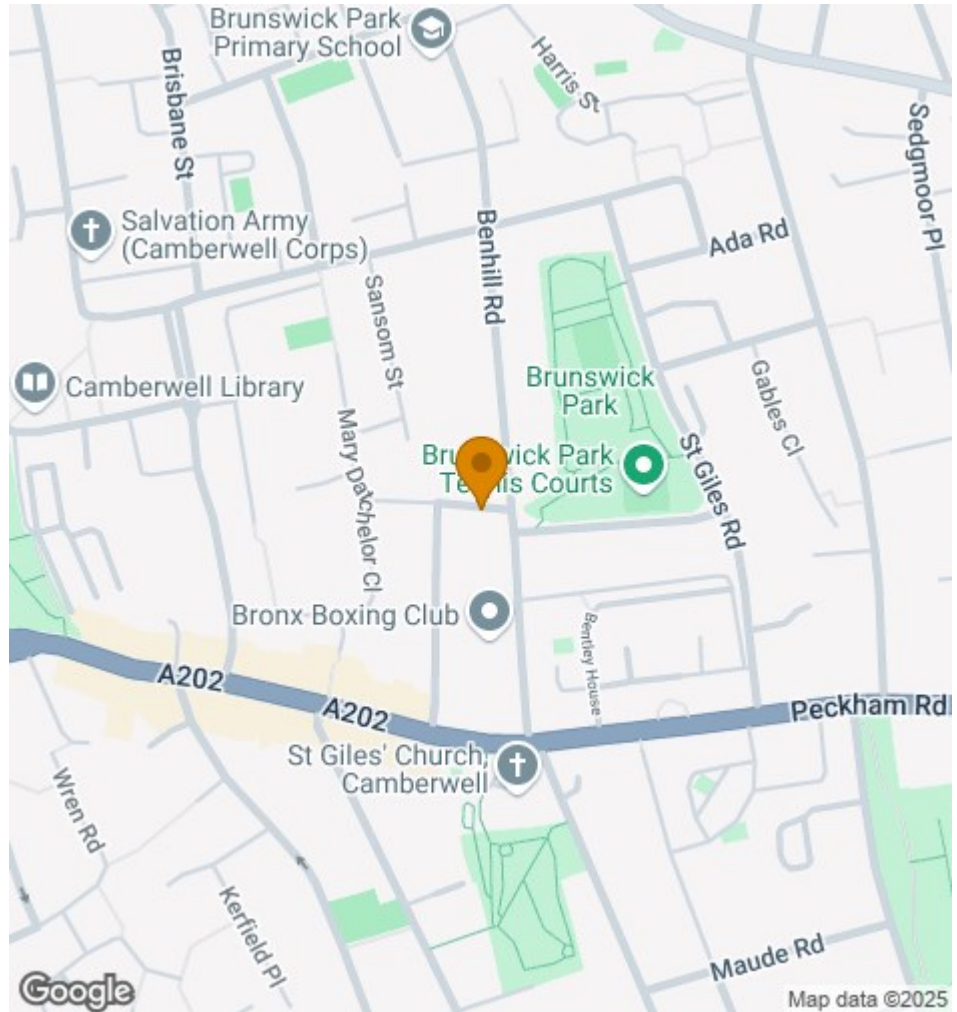 Brunswick Park
Primary School
Harris St
Brisbane St
Sedgmoor Pl
Salvation Army
(Camberwell Corps)
Benhill Rd
Ada Rd
Sansom St
Camberwell Library
Brunswick
Park
Gables Cl
Mary Datchelor Cl
Park
Tennis Courts
St Giles Rd
Bronx Boxing Club
Bentley House
A202
A202
Peckham Rd
St Giles' Church,
Camberwell
Wren Rd
Kerfield Pl
Maude Rd
Google
Map data ©2025